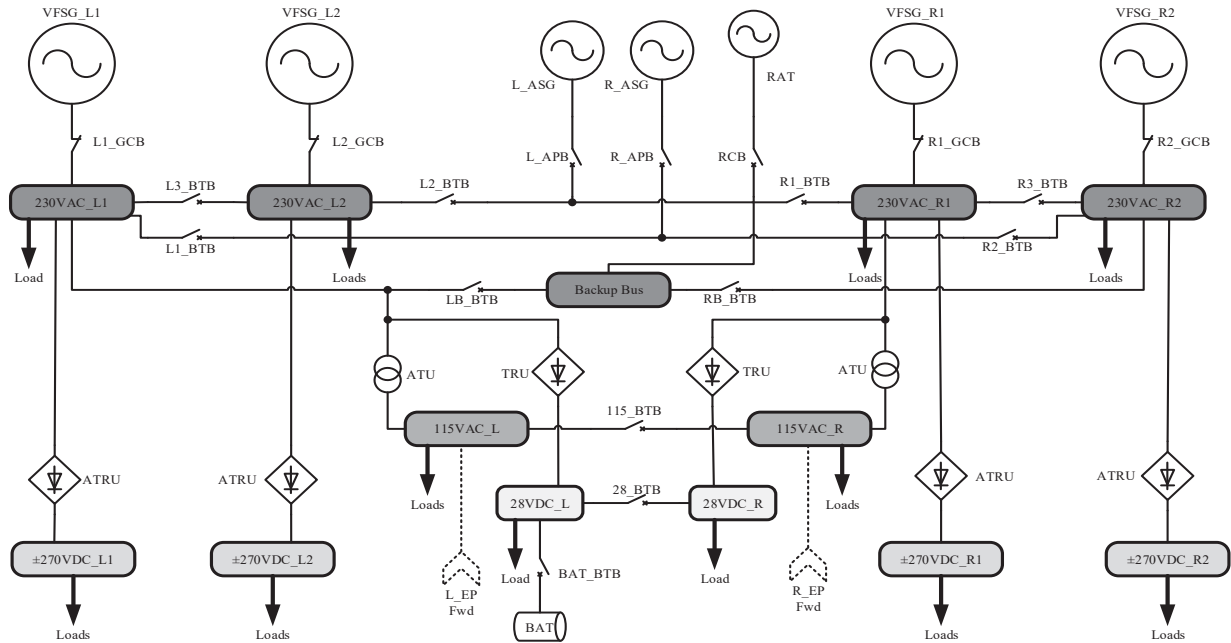 VFSG_L1
VFSG_L2
VFSG_R1
VFSG_R2
L_ASG
R_ASG
RAT
L1_GCB
L2_GCB
L_APB
R_APB
RCB
R1_GCB
R2_GCB
230VAC_L1
L3_BTB
230VAC_L2
L2_BTB
R1_BTB
230VAC_R1
R3_BTB
230VAC_R2
L1_BTB
R2_BTB
Load
Load
Load
Load
LB_BTB
Backup Bus
RB_BTB
ATU
TRU
TRU
ATU
115VAC_L
115_BTB
115VAC_R
ATRU
ATRU
ATRU
ATRU
Loads
28VDC_L
28_BTB
28VDC_R
Loads
±270VDC_L1
±270VDC_L2
±270VDC_R1
±270VDC_R2
Load
BAT_BTB
Load
L_EP
Fwd
R_EP
Fwd
BAT
Loads
Loads
Loads
Loads